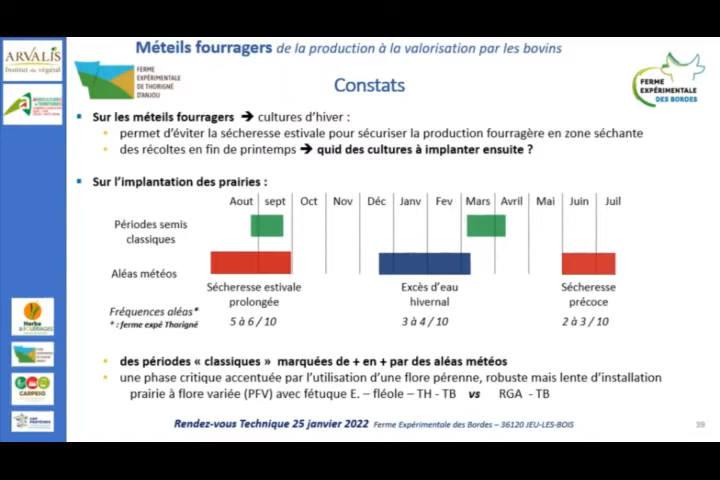 Méteils fourragers de la production à la valorisation par les bovins
ARVALIS
Institut du végétal
FERME
EXPÉRIMENTALE
DE THORIGNÉ
D'ANJOU
Constats
FERME
EXPÉRIMENTALE
DES BORDES
AGRICULTURES
& TERRITOIRES
Sur les méteils fourragers ➔ cultures d'hiver :
permet d'éviter la sécheresse estivale pour sécuriser la production fourragère en zone séchante
des récoltes en fin de printemps ➔ quid des cultures à implanter ensuite ?
Sur l'implantation des prairies :
Aout sept Oct Nov Déc Janv Fev Mars Avril Mai Juin Juil
Périodes semis
classiques
Aléas météos
Sécheresse estivale
prolongée
Excès d'eau
hivernal
Sécheresse
précoce
Fréquences aléas*
* : ferme expé Thorigné
5 à 6 / 10
3 à 4 / 10
2 à 3 / 10
des périodes « classiques » marquées de + en + par des aléas météos
une phase critique accentuée par l'utilisation d'une flore pérenne, robuste mais lente d'installation
prairie à flore variée (PFV) avec fétuque E. – fléole – TH - TB vs RGA - TB
Herbe
& FOURRAGES
CARPESO
Rendez-vous Technique 25 janvier 2022 Ferme Expérimentale des Bordes – 36120 JEU-LES-BOIS
39